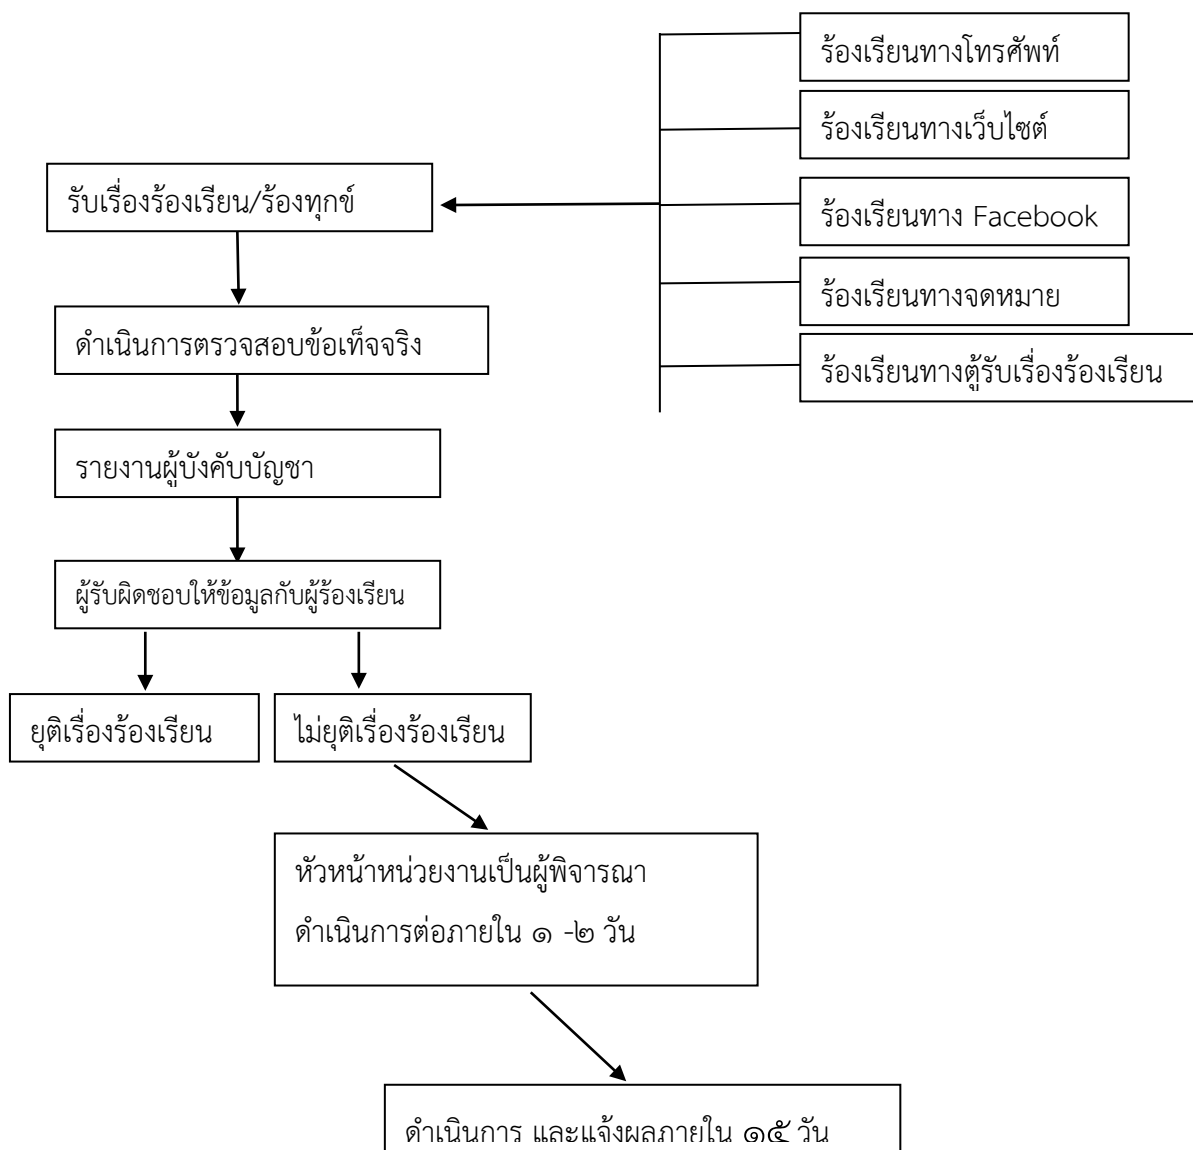 ร้องเรียนทางโทรศัพท์
ร้องเรียนทางเว็บไซต์
รับเรื่องร้องเรียน/ร้องทุกข์
ร้องเรียนทาง Facebook
ร้องเรียนทางจดหมาย
ดำเนินการตรวจสอบข้อเท็จจริง
ร้องเรียนทางตู้รับเรื่องร้องเรียน
รายงานผู้บังคับบัญชา
ผู้รับผิดชอบให้ข้อมูลกับผู้ร้องเรียน
ยุติเรื่องร้องเรียน
ไม่ยุติเรื่องร้องเรียน
หัวหน้าหน่วยงานเป็นผู้พิจารณา
ดำเนินการต่อภายใน ๑ -๒ วัน
ดำเนินการ และแจ้งผลภายใน ๑๕ วัน